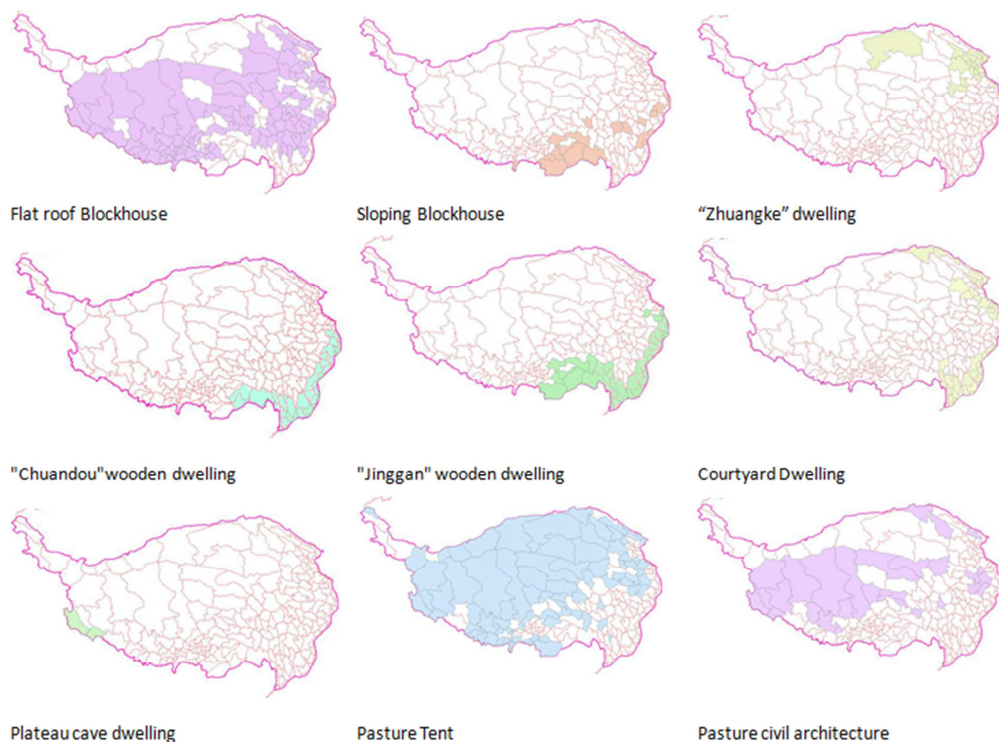 Flat roof Blockhouse
Sloping Blockhouse
“Zhuangke” dwelling
"Chuandou"wooden dwelling
"Jinggan" wooden dwelling
Courtyard Dwelling
Plateau cave dwelling
Pasture Tent
Pasture civil architecture